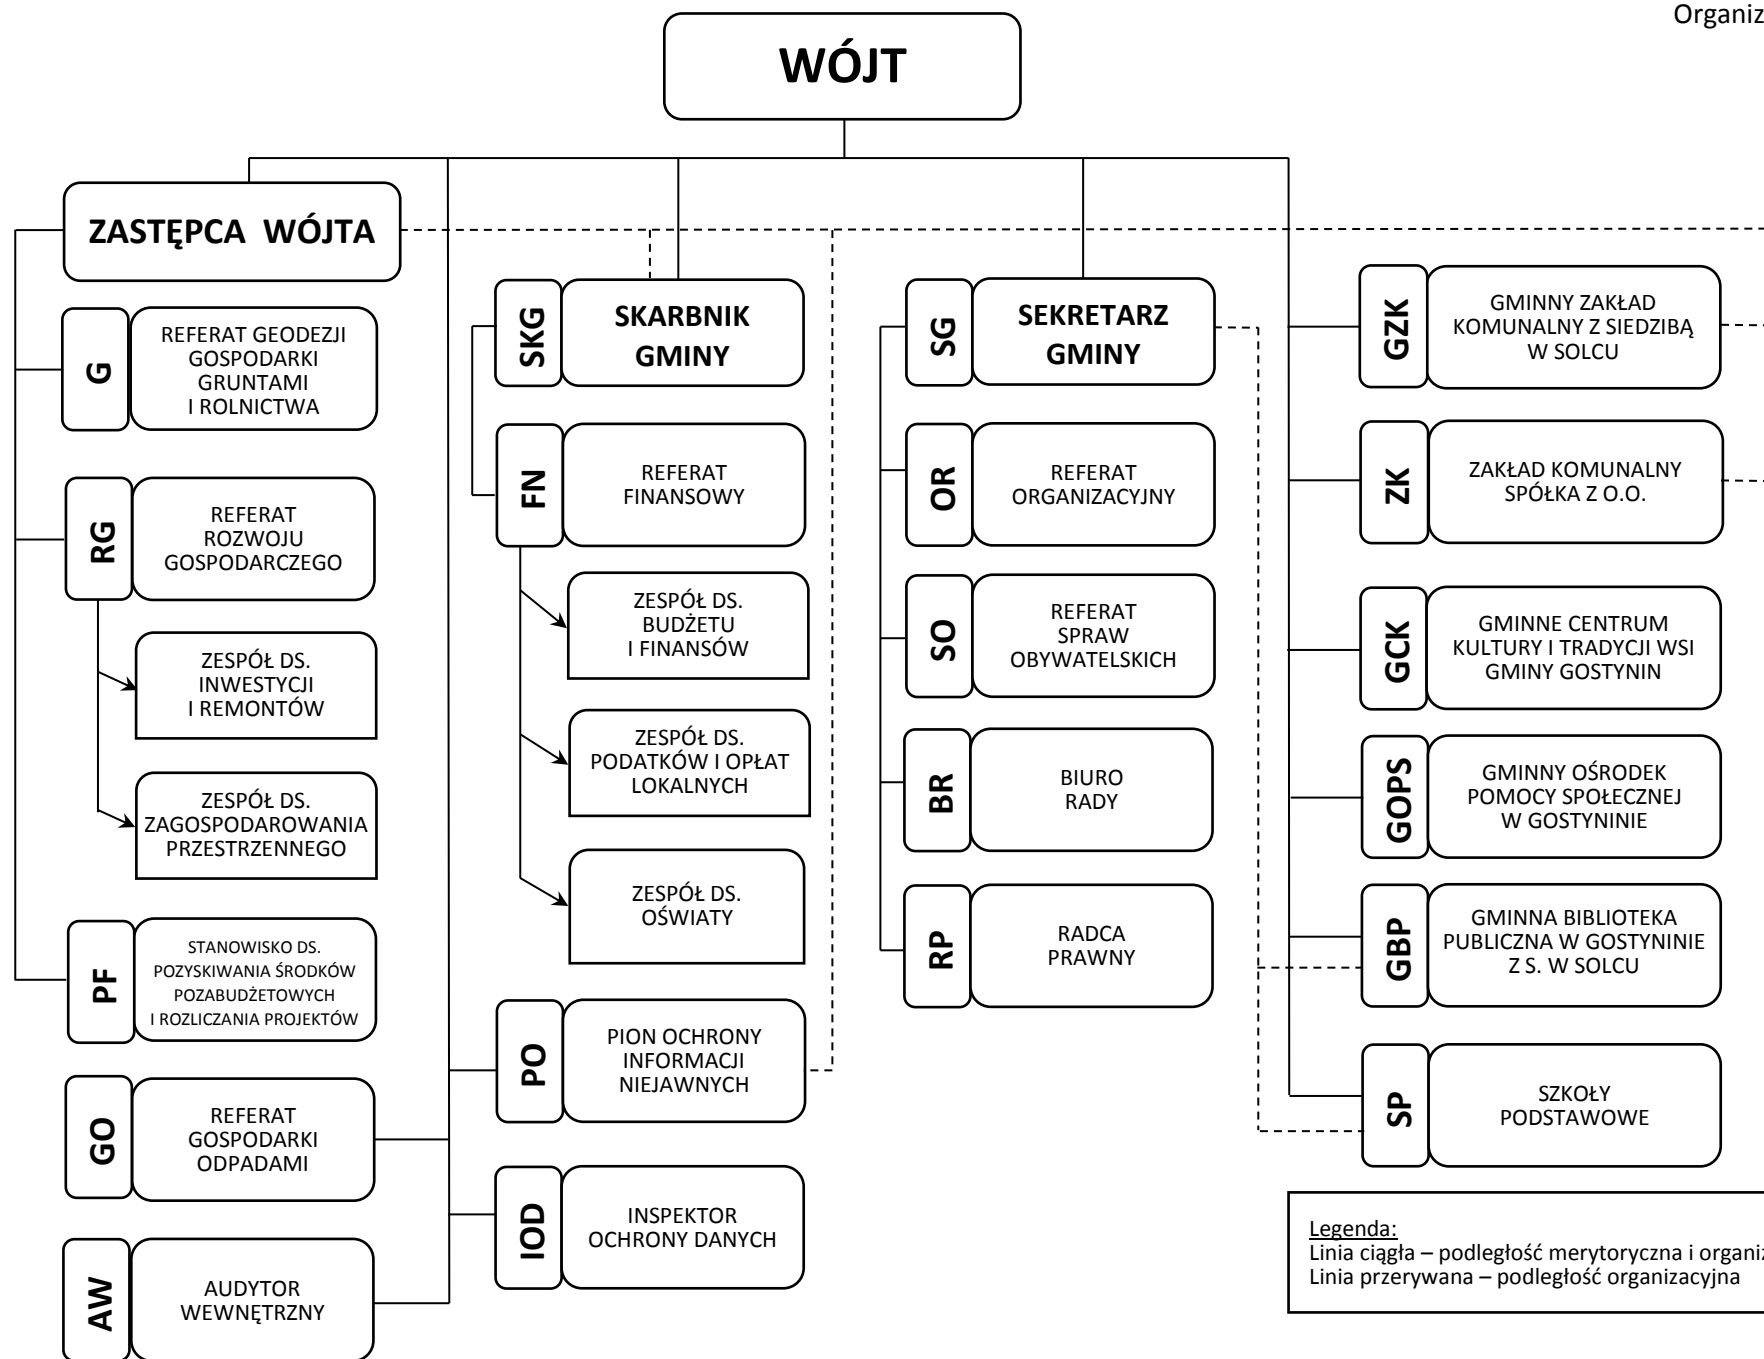 Organiz
WÓJT
ZASTĘPCA WÓJTA
G
REFERAT GEODEZJI
GOSPODARKI
GRUNTAMI
I ROLNICTWA
RG
REFERAT
ROZWOJU
GOSPODARCZEGO
ZESPÓŁ DS.
INWESTYCJI
I REMONTÓW
ZESPÓŁ DS.
ZAGOSPODAROWANIA
PRZESTRZENNEGO
PF
STANOWISKO DS.
POZYSKIWANIA ŚRODKÓW
POZABUDŻETOWYCH
I ROZLICZANIA PROJEKTÓW
GO
REFERAT
GOSPODARKI
ODPADAMI
AW
AUDYTOR
WEWNĘTRZNY
SKG
SKARBNIK
GMINY
FN
REFERAT
FINANSOWY
ZESPÓŁ DS.
BUDŻETU
I FINANSÓW
ZESPÓŁ DS.
PODATKÓW I OPŁAT
LOKALNYCH
ZESPÓŁ DS.
OŚWIATY
PO
PION OCHRONY
INFORMACJI
NIEJAWNYCH
IOD
INSPEKTOR
OCHRONY DANYCH
SG
SEKRETARZ
GMINY
OR
REFERAT
ORGANIZACYJNY
SO
REFERAT
SPRAW
OBYWATELSKICH
BR
BIURO
RADY
RP
RADCA
PRAWNY
GZK
GMINNY ZAKŁAD
KOMUNALNY Z SIEDZIBĄ
W SOLCU
ZK
ZAKŁAD KOMUNALNY
SPÓŁKA Z O.O.
GCK
GMINNE CENTRUM
KULTURY I TRADYCJI WSI
GMINY GOSTYNIN
GOPS
GMINNY OŚRODEK
POMOCY SPOŁECZNEJ
W GOSTYNINIE
GBP
GMINNA BIBLIOTEKA
PUBLICZNA W GOSTYNINIE
Z S. W SOLCU
SP
SZKOŁY
PODSTAWOWE
Legenda:
Linia ciągła – podległość merytoryczna i organiz
Linia przerywana – podległość organizacyjna